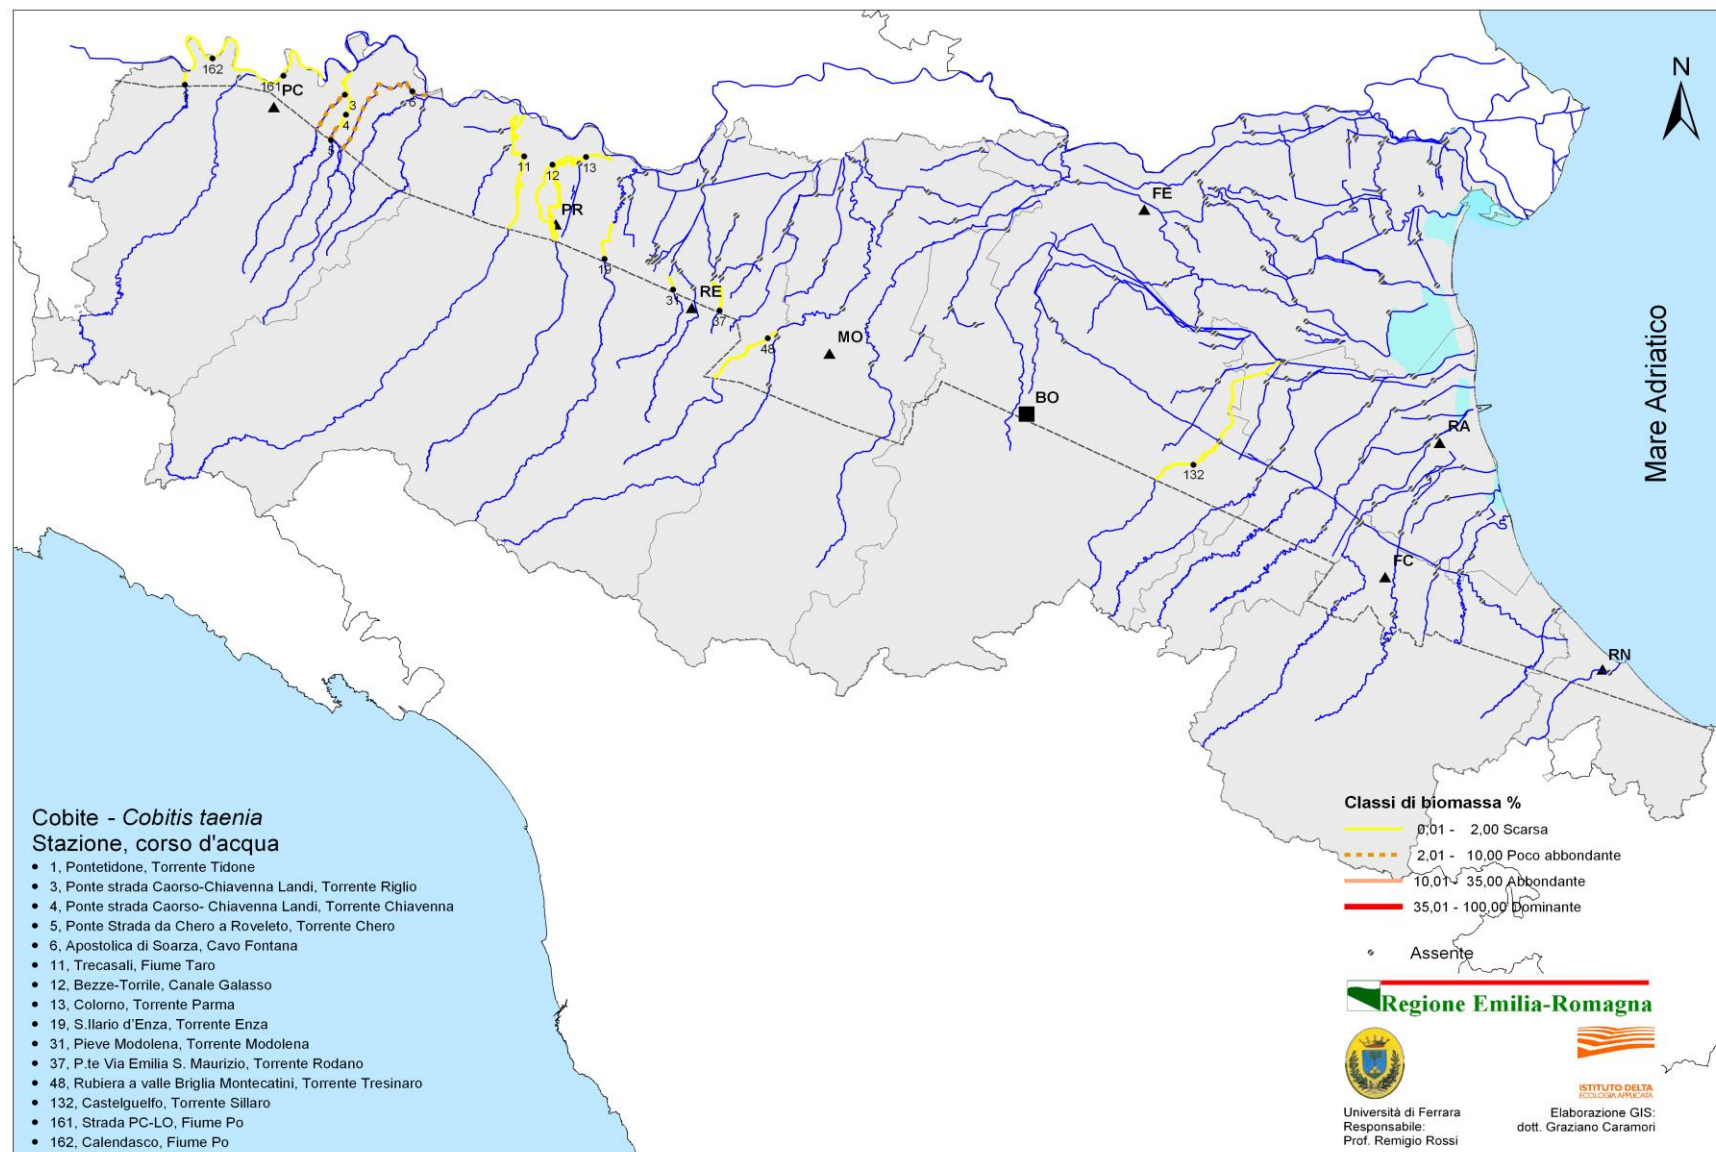 N
162
161
PC
3
4
5
6
11
12
13
PR
19
31
RE
37
48
MO
FE
BO
132
RA
FC
RN
Mare Adriatico
Cobite - Cobitis taenia
Stazione, corso d'acqua
1, Pontetidone, Torrente Tidone
3, Ponte strada Caorso-Chiavenna Landi, Torrente Riglio
4, Ponte strada Caorso- Chiavenna Landi, Torrente Chiavenna
5, Ponte Strada da Chero a Roveleto, Torrente Chero
6, Apostolica di Soarza, Cavo Fontana
11, Trecasali, Fiume Taro
12, Bezze-Torrile, Canale Galasso
13, Colorno, Torrente Parma
19, S.Ilario d'Enza, Torrente Enza
31, Pieve Modolena, Torrente Modolena
37, P.te Via Emilia S. Maurizio, Torrente Rodano
48, Rubiera a valle Briglia Montecatini, Torrente Tresinaro
132, Castelguelfo, Torrente Sillaro
161, Strada PC-LO, Fiume Po
162, Calendasco, Fiume Po
Classi di biomassa %
0,01 - 2,00 Scarsa
2,01 - 10,00 Poco abbondante
10,01 - 35,00 Abbondante
35,01 - 100,00 Dominante
Assente
Regione Emilia-Romagna
ISTITUTO DELTA
ECOLOGIA APPLICATA
Università di Ferrara
Responsabile:
Prof. Remigio Rossi
Elaborazione GIS:
dott. Graziano Caramori